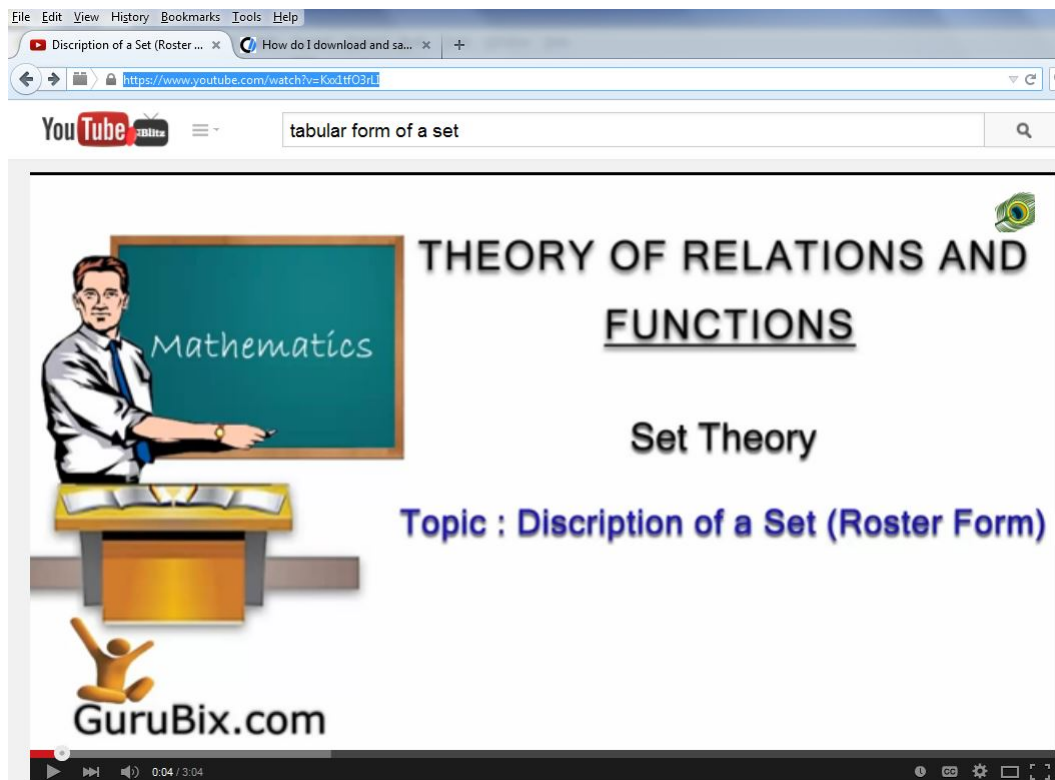 File Edit View History Bookmarks Tools Help
Discription of a Set (Roster ... × How do I download and sa... × +
https://www.youtube.com/watch?v=Kxx1tfO3rLI
YouTube tabular form of a set
THEORY OF RELATIONS AND
FUNCTIONS
Mathematics
Set Theory
Topic : Discription of a Set (Roster Form)
GuruBix.com
0:04 / 3:04 CC